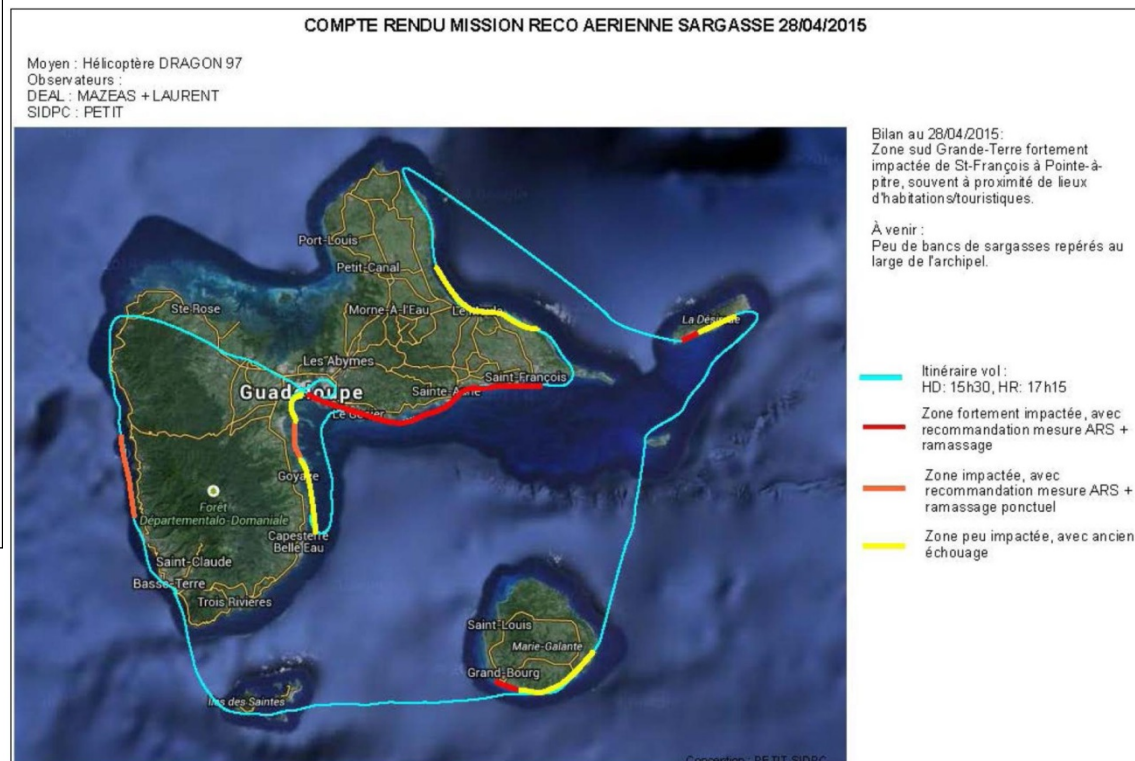 COMPTE RENDU MISSION RECO AERIENNE SARGASSE 28/04/2015
Moyen : Hélicoptère DRAGON 97
Observateurs :
DEAL : MAZEAS + LAURENT
SIDPC : PETIT
Bilan au 28/04/2015:
Zone sud Grande-Terre fortement
impactée de St-François à Pointe-à-
pitre, souvent à proximité de lieux
d'habitations/touristiques.
À venir :
Peu de bancs de sargasses repérés au
large de l'archipel.
Itinéraire vol :
HD: 15h30, HR: 17h15
Zone fortement impactée, avec
recommandation mesure ARS +
ramassage
Zone impactée, avec
recommandation mesure ARS +
ramassage ponctuel
Zone peu impactée, avec ancien
échouage
Port-Louis
Petit-Canal
Ste Rose
Morne-A-l'Eau
Le Moule
La Désirade
Les Abymes
Saint-François
Sainte-Anne
Guadeloupe
Le Gosier
Goyave
Forêt
Départementalo-Domaniale
Capesterre
Belle Eau
Saint-Claude
Basse-Terre
Trois Rivières
Saint-Louis
Marie-Galante
Grand-Bourg
Iles des Saintes
Conception : PETIT SIDPC